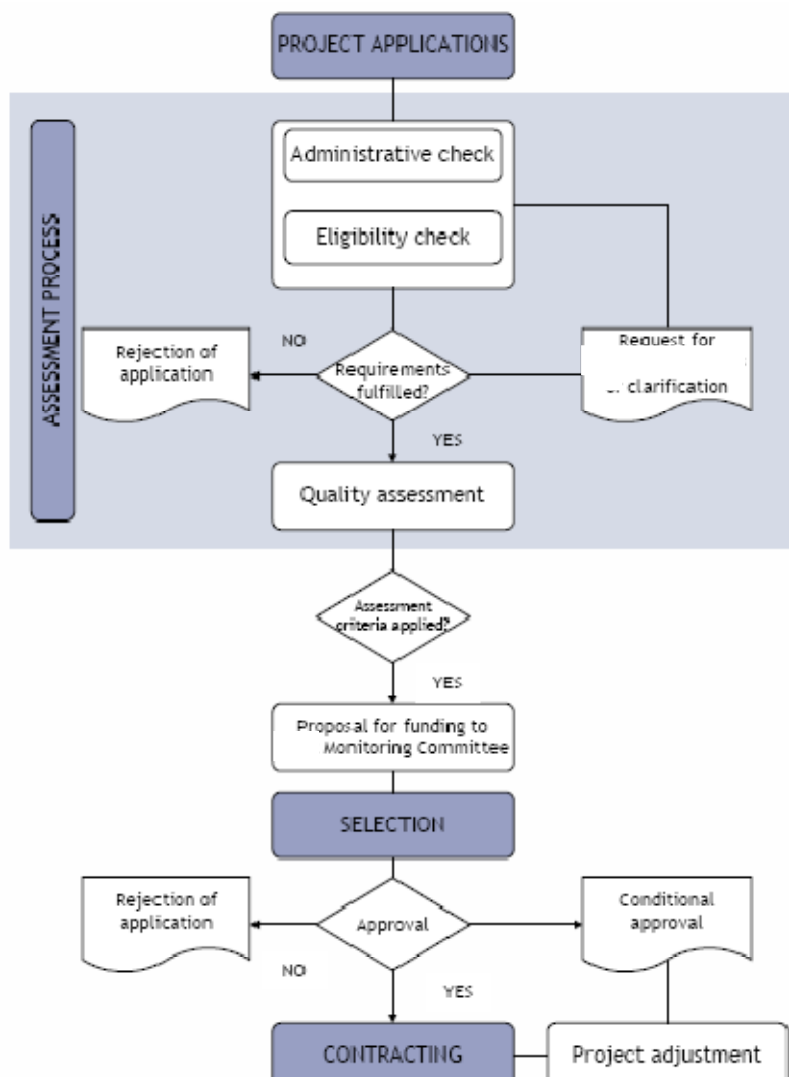 PROJECT APPLICATIONS
ASSESSMENT PROCESS
Administrative check
Eligibility check
Rejection of
application
NO
Requirements
fulfilled?
Request for
clarification
YES
Quality assessment
Assessment
criteria applied?
YES
Proposal for funding to
Monitoring Committee
SELECTION
Rejection of
application
Approval
Conditional
approval
NO
YES
CONTRACTING
Project adjustment